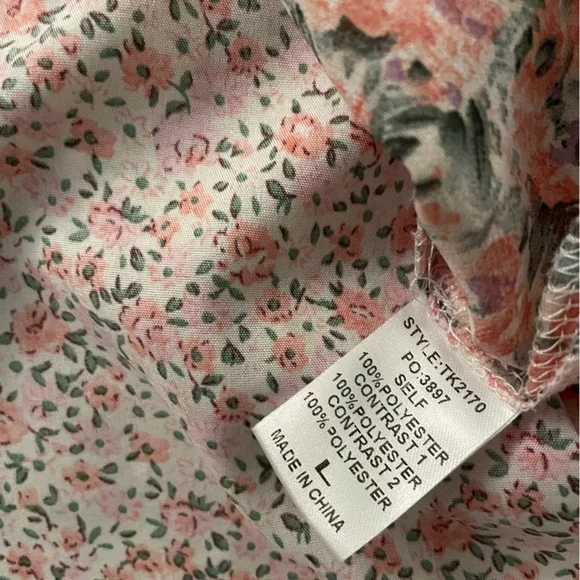 STYLE:TK2170
PO:3897
SELF
100%POLYESTER
CONTRAST 1
100%POLYESTER
CONTRAST 2
100%POLYESTER
L
MADE IN CHINA